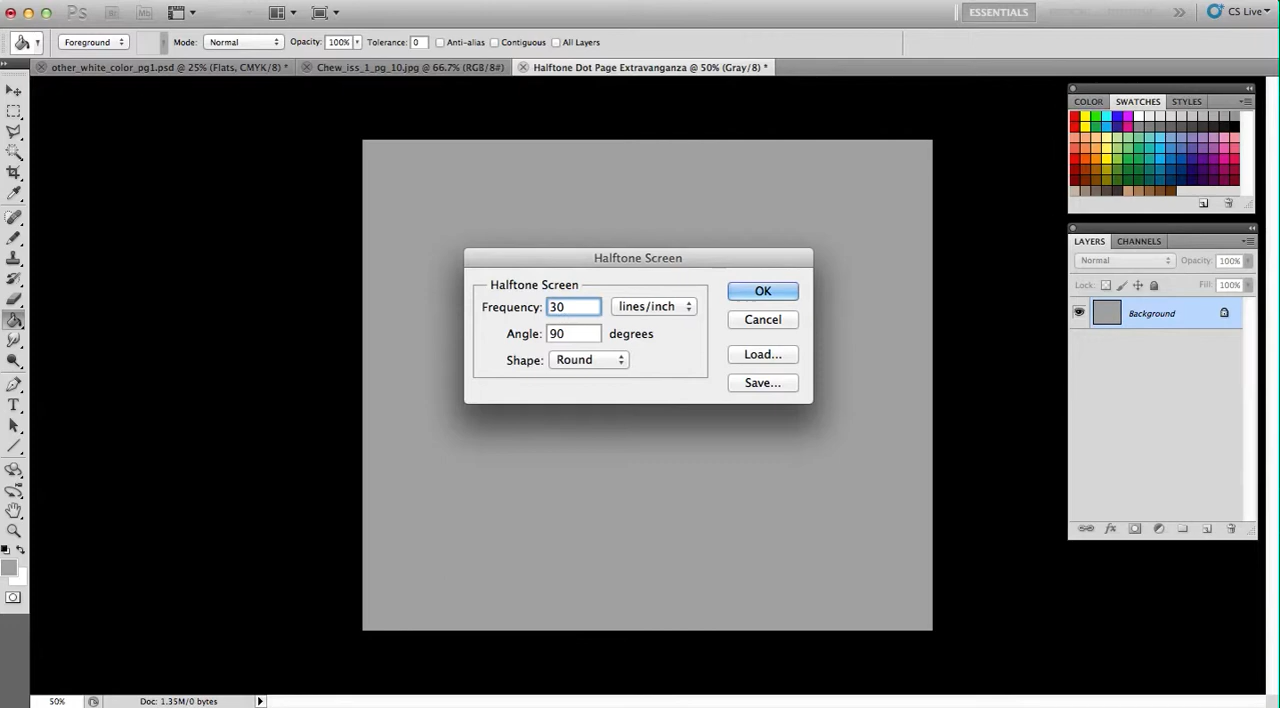 Ps Br Mb ESSENTIALS CS Live
Foreground Mode: Normal Opacity: 100% Tolerance: 0 Anti-alias Contiguous All Layers
other_white_color_pg1.psd @ 25% (Flats, CMYK/8) * Chew_iss_1_pg_10.jpg @ 66.7% (RGB/8#) Halftone Dot Page Extravaganza @ 50% (Gray/8) *
COLOR SWATCHES STYLES
LAYERS CHANNELS
Normal Opacity: 100%
Lock: Fill: 100%
Background
Halftone Screen
Halftone Screen
Frequency: 30 lines/inch
Angle: 90 degrees
Shape: Round
OK
Cancel
Load...
Save...
T
fx
50% Doc: 1.35M/0 bytes